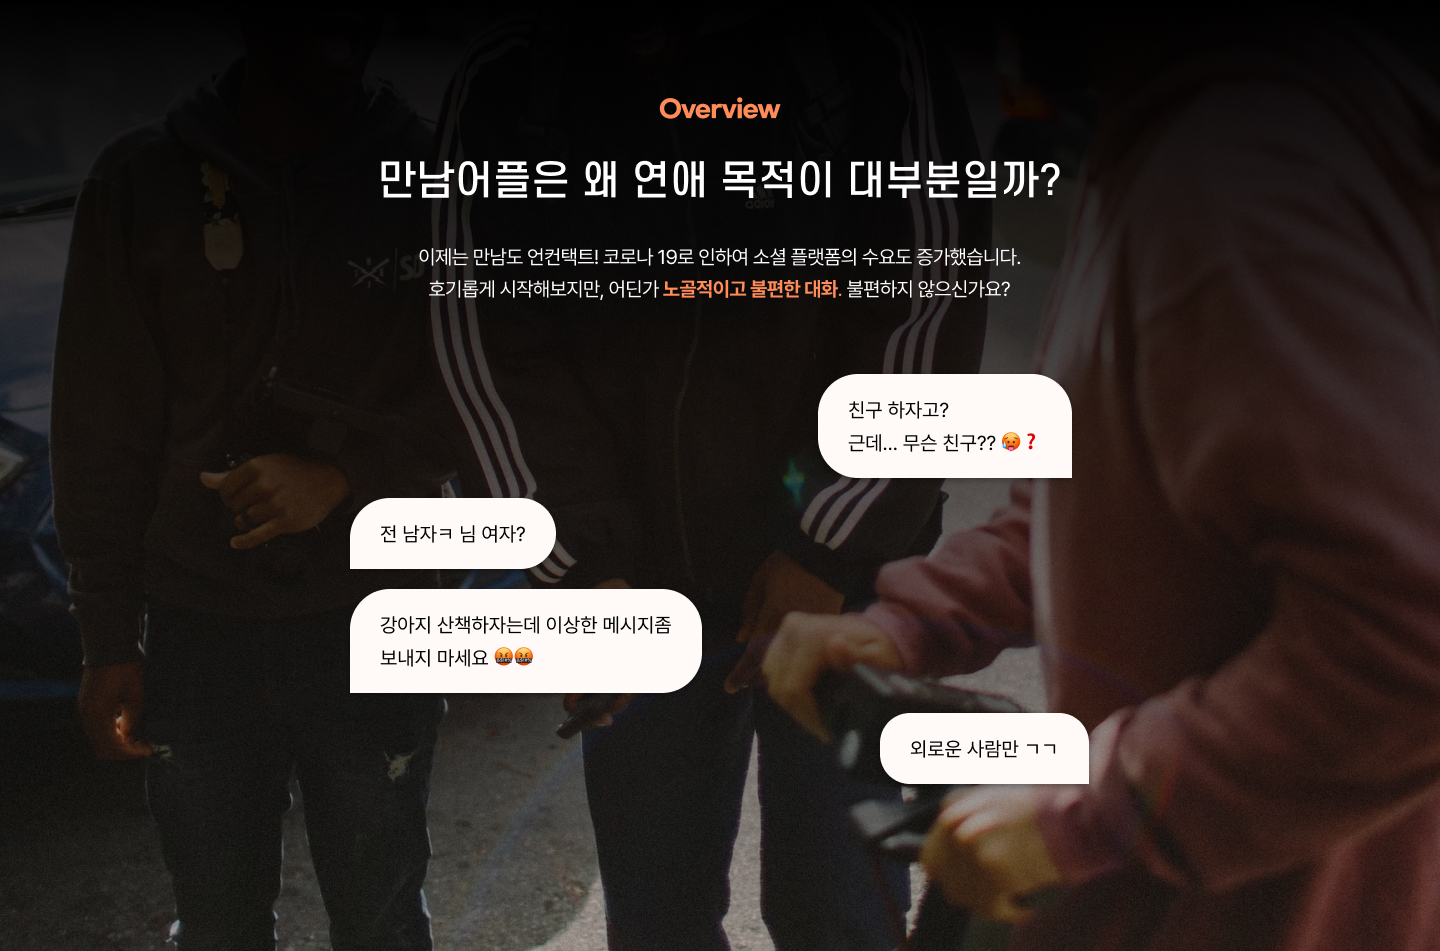 Overview
만남어플은 왜 연애 목적이 대부분일까?
이제는 만남도 언컨택트! 코로나 19로 인하여 소셜 플랫폼의 수요도 증가했습니다.
호기롭게 시작해보지만, 어딘가 노골적이고 불편한 대화. 불편하지 않으신가요?
친구 하자고?
근데... 무슨 친구?? 🥵❓
전 남자ㅋ 님 여자?
강아지 산책하자는데 이상한 메시지좀
보내지 마세요 🤬🤬
외로운 사람만 ㄱㄱ